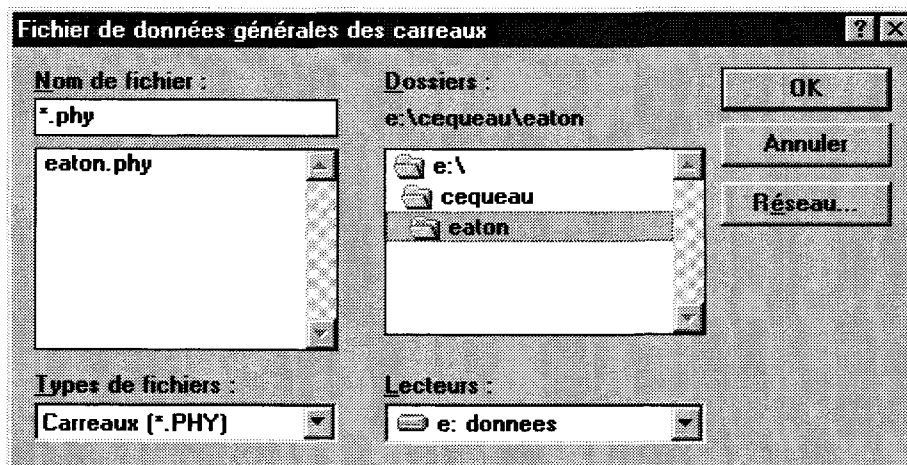 Fichier de données générales des carreaux
Nom de fichier :
*.phy
eaton.phy
Types de fichiers :
Carreaux (*.PHY)
Dossiers :
e:\cequeau\eaton
e:\
cequeau
eaton
Lecteurs :
e: donnees
OK
Annuler
Réseau...